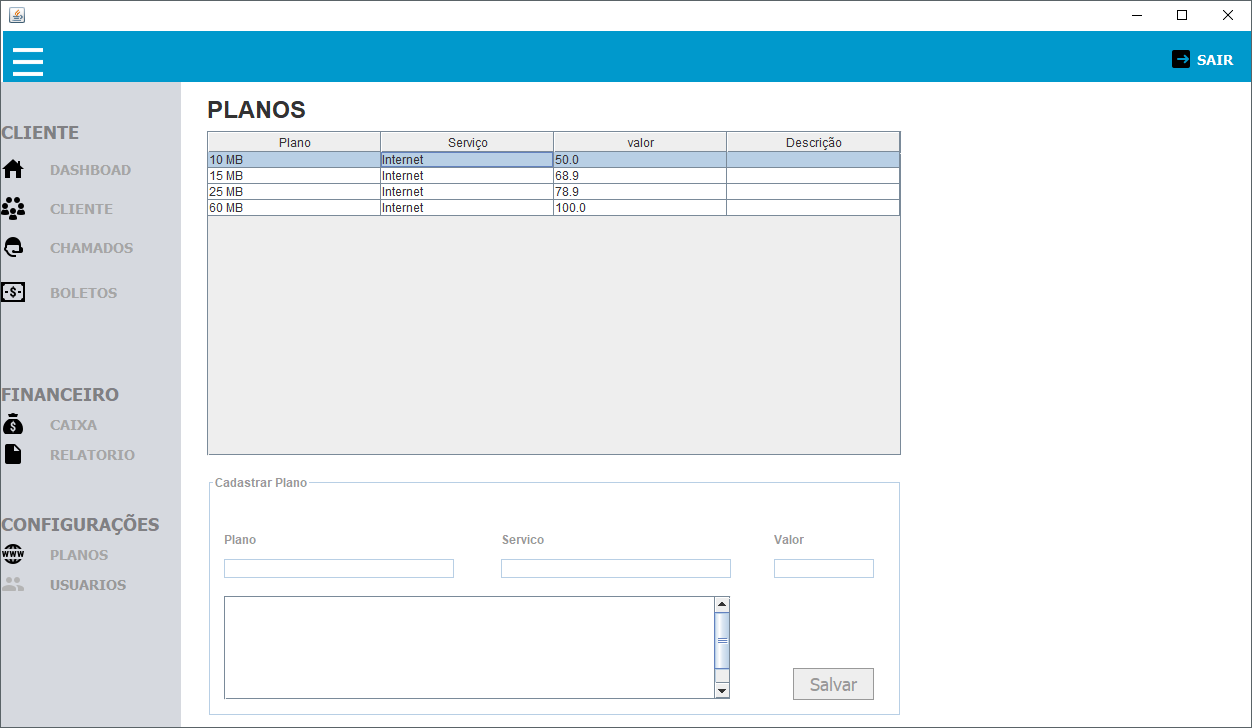 SAIR
CLIENTE
DASHBOAD
CLIENTE
CHAMADOS
BOLETOS
FINANCEIRO
CAIXA
RELATORIO
CONFIGURAÇÕES
WWW PLANOS
USUARIOS
PLANOS
Plano Serviço valor Descrição
10 MB Internet 50.0
15 MB Internet 68.9
25 MB Internet 78.9
60 MB Internet 100.0
Cadastrar Plano
Plano Servico Valor
Salvar